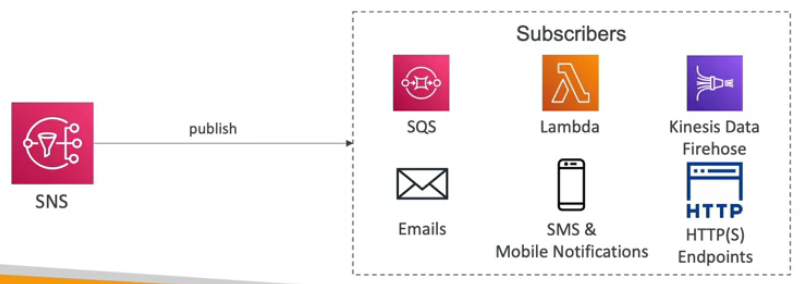 Subscribers
publish
SNS
SQS
Lambda
Kinesis Data
Firehose
Emails
SMS &
Mobile Notifications
HTTP
HTTP(S)
Endpoints